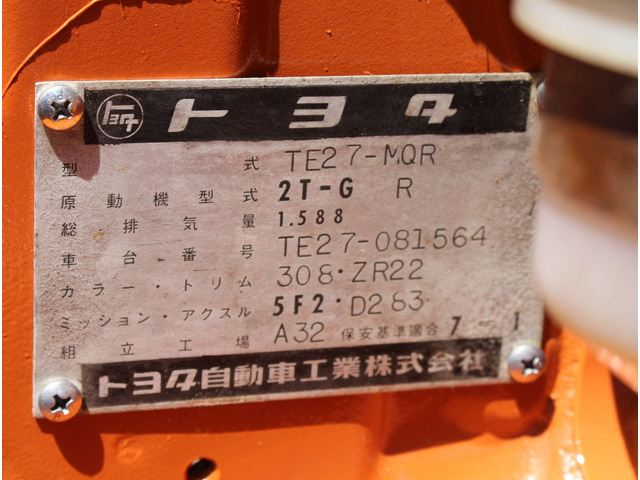 トヨタ トヨタ
型式 TE27-MQR
原動機型式 2T-G R
総排気量 1.588
車台番号 TE27-081564
カラー・トリム 308・ZR22
ミッション・アクスル 5F2・D283
組立工場 A32 保安基準適合 7-1
トヨタ自動車工業株式会社